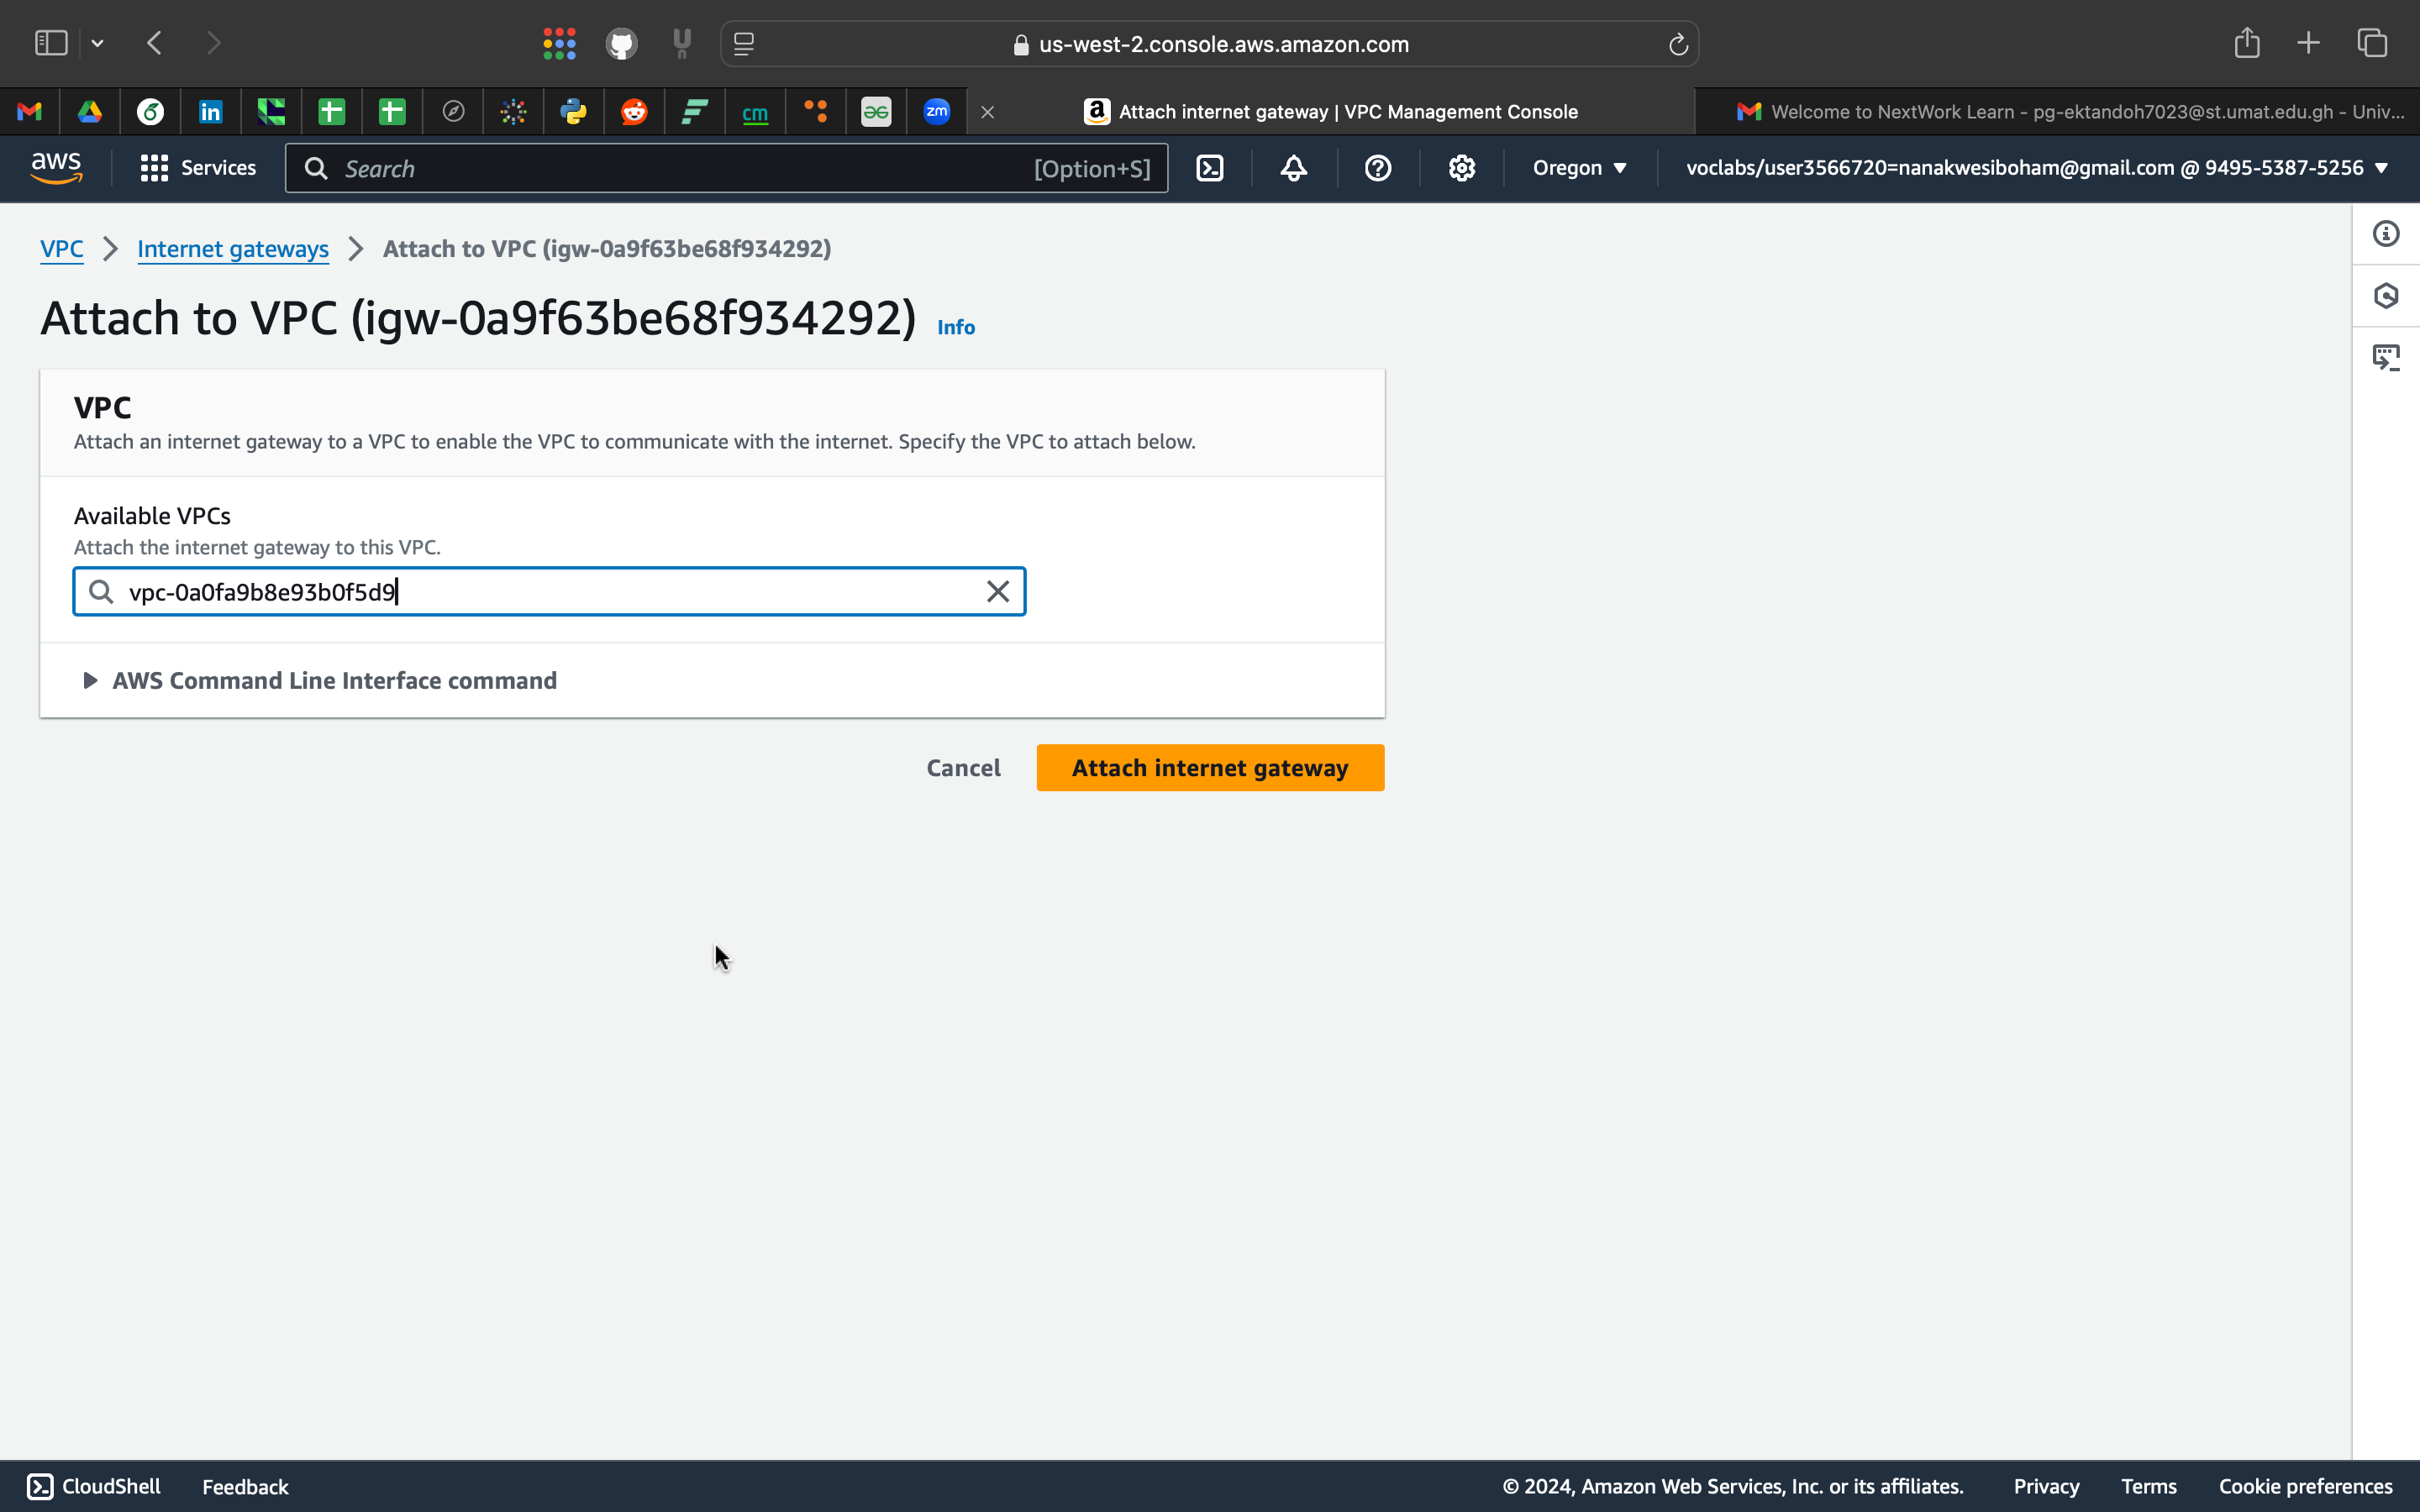 us-west-2.console.aws.amazon.com
in
cm
zm
Attach internet gateway | VPC Management Console
Welcome to NextWork Learn - pg-ektandoh7023@st.umat.edu.gh - Univ...
aws
Services
Search
[Option+S]
Oregon
voclabs/user3566720=nanakwesiboham@gmail.com @ 9495-5387-5256
VPC
Internet gateways
Attach to VPC (igw-0a9f63be68f934292)
Attach to VPC (igw-0a9f63be68f934292)
Info
VPC
Attach an internet gateway to a VPC to enable the VPC to communicate with the internet. Specify the VPC to attach below.
Available VPCs
Attach the internet gateway to this VPC.
vpc-0a0fa9b8e93b0f5d9
AWS Command Line Interface command
Cancel
Attach internet gateway
CloudShell
Feedback
© 2024, Amazon Web Services, Inc. or its affiliates.
Privacy
Terms
Cookie preferences